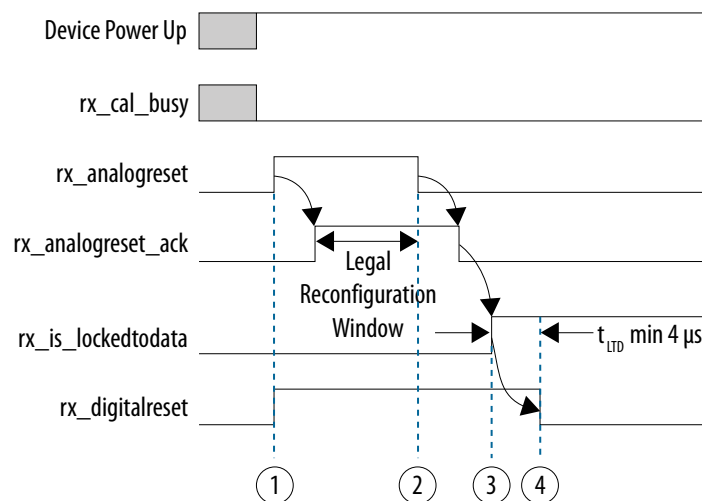 Device Power Up
rx_cal_busy
rx_analogreset
rx_analogreset_ack
Legal
Reconfiguration
Window
rx_is_lockedtodata
t LTD min 4 µs
rx_digitalreset
1
2
3
4